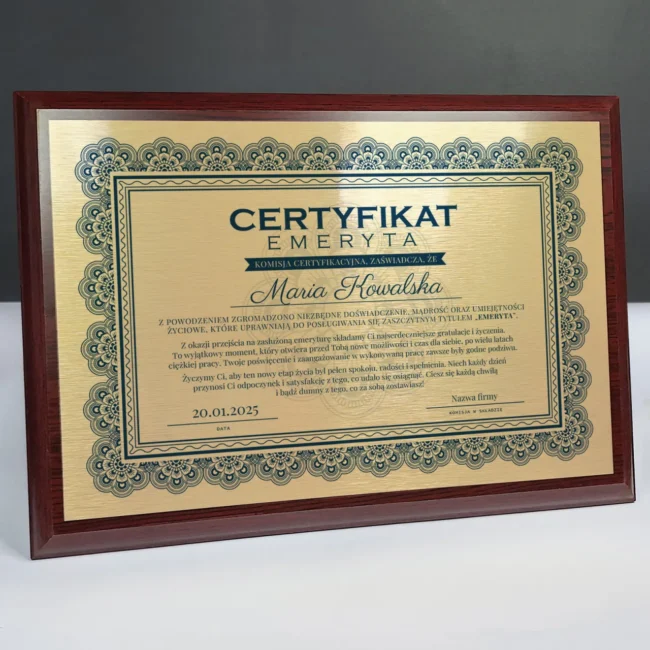 CERTYFIKAT
EMERYTA
KOMISJA CERTYFIKACYJNA, ZAŚWIADCZA, ŻE
Maria Kowalska
Z POWODZENIEM ZGROMADZONO NIEZBĘDNE DOŚWIADCZENIE, MĄDROŚĆ ORAZ UMIEJĘTNOŚCI
ŻYCIOWE, KTÓRE UPRAWNIAJĄ DO POSŁUGIWANIA SIĘ ZASZCZYTNYM TYTUŁEM „EMERYTA".
Z okazji przejścia na zasłużoną emeryturę składamy Ci najserdeczniejsze gratulacje i życzenia.
To wyjątkowy moment, który otwiera przed Tobą nowe możliwości i czas dla siebie, po wielu latach
ciężkiej pracy. Twoje poświęcenie i zaangażowanie w wykonywaną pracę zawsze były godne podziwu.
Życzymy Ci, aby ten nowy etap życia był pełen spokoju, radości i spełnienia. Niech każdy dzień
przynosi Ci odpoczynek i satysfakcję z tego, co udało się osiągnąć. Ciesz się każdą chwilą
i bądź dumny z tego, co za sobą zostawiasz!
20.01.2025
DATA
Nazwa firmy
KOMISJA W SKŁADZIE